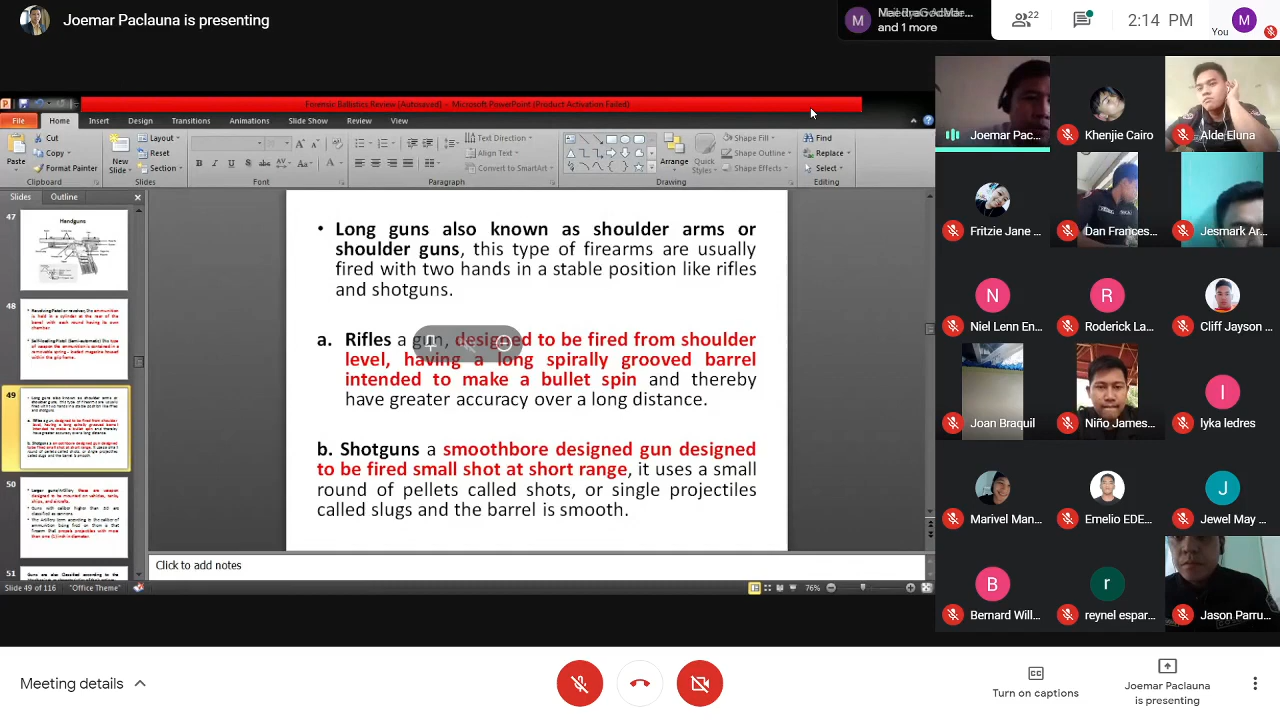 Joemar Paclauna is presenting
and 1 more
22
2:14 PM
You
M
M
Forensic Ballistics Review [Autosaved] - Microsoft PowerPoint (Product Activation Failed)
File Home Insert Design Transitions Animations Slide Show Review View
Cut
Copy
Format Painter
Paste
Clipboard
New
Slide
Layout
Reset
Section
Slides
Font
Text Direction
Align Text
Convert to SmartArt
Paragraph
Arrange
Quick
Styles
Shape Fill
Shape Outline
Shape Effects
Drawing
Find
Replace
Select
Editing
Slides Outline
47
Handguns
48
49
50
51
• Long guns also known as shoulder arms or
shoulder guns, this type of firearms are usually
fired with two hands in a stable position like rifles
and shotguns.
a. Rifles a gun, designed to be fired from shoulder
level, having a long spirally grooved barrel
intended to make a bullet spin and thereby
have greater accuracy over a long distance.
b. Shotguns a smoothbore designed gun designed
to be fired small shot at short range, it uses a small
round of pellets called shots, or single projectiles
called slugs and the barrel is smooth.
Click to add notes
Slide 49 of 116 "Office Theme" 76%
Joemar Pac...
Khenjie Cairo
Alde Eluna
Fritzie Jane ...
Dan Frances...
Jesmark Ar...
N
Niel Lenn En...
R
Roderick La...
Cliff Jayson ...
Joan Braquil
Niño James...
I
lyka ledres
Marivel Man...
Emelio EDE...
J
Jewel May ...
B
Bernard Will...
r
reynel espar...
Jason Parru...
Meeting details
Turn on captions
Joemar Paclauna
is presenting